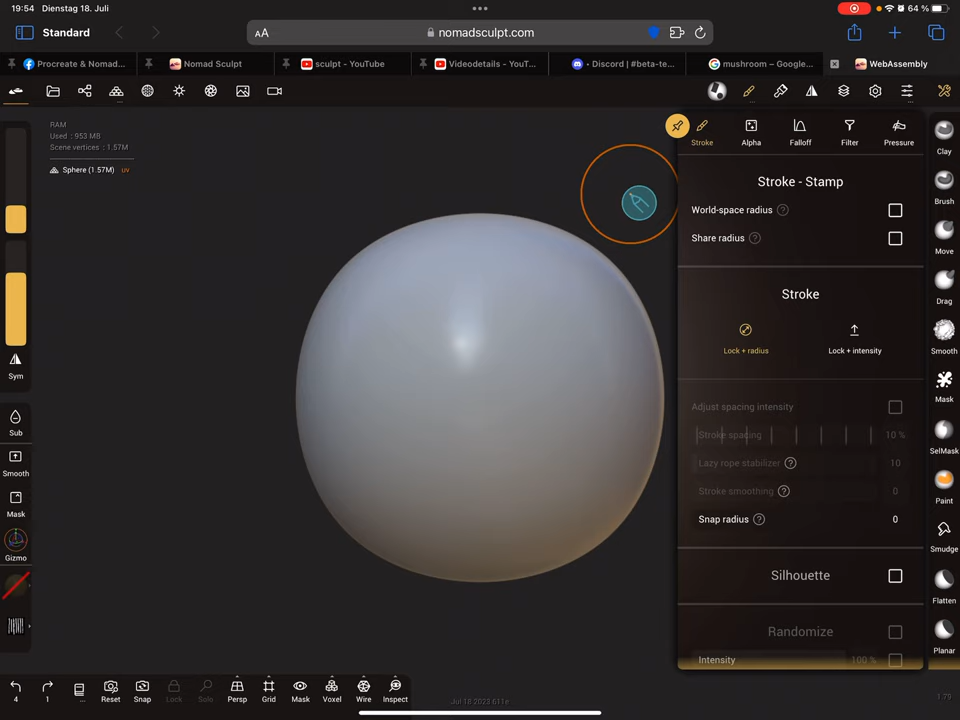 19:54 Dienstag 18. Juli
64 %
Standard
AA
nomadsculpt.com
Procreate & Nomad...
Nomad Sculpt
sculpt - YouTube
Videodetails - YouT...
• Discord | #beta-te...
mushroom – Google...
WebAssembly
RAM
Used : 953 MB
Scene vertices : 1.57M
Sphere (1.57M) uv
Stroke
Alpha
Falloff
Filter
Pressure
Stroke - Stamp
World-space radius ?
Share radius ?
Stroke
Lock + radius
Lock + intensity
Adjust spacing intensity
Stroke spacing 10 %
Lazy rope stabilizer ? 10
Stroke smoothing ? 0
Snap radius ? 0
Silhouette
Randomize
Intensity 100 %
Clay
Brush
Move
Drag
Smooth
Mask
SelMask
Paint
Smudge
Flatten
Planar
Sym
Sub
Smooth
Mask
Gizmo
4
1
...
Reset
Snap
Lock
Solo
Persp
Grid
Mask
Voxel
Wire
Inspect
Jul 18 2023 611e
1.79